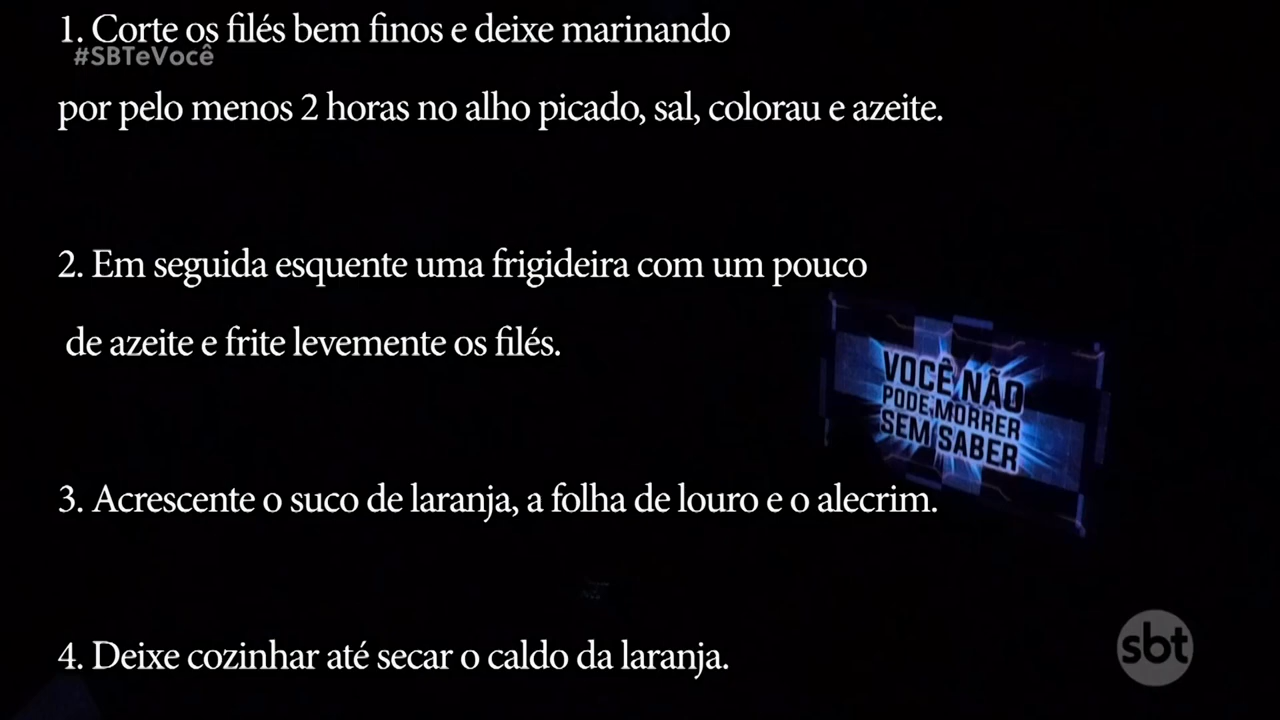 1. Corte os filés bem finos e deixe marinando
#SBTeVocê
por pelo menos 2 horas no alho picado, sal, colorau e azeite.
2. Em seguida esquente uma frigideira com um pouco
de azeite e frite levemente os filés.
VOCÊ NÃO
PODE MORRER
SEM SABER
3. Acrescente o suco de laranja, a folha de louro e o alecrim.
4. Deixe cozinhar até secar o caldo da laranja.
sbt